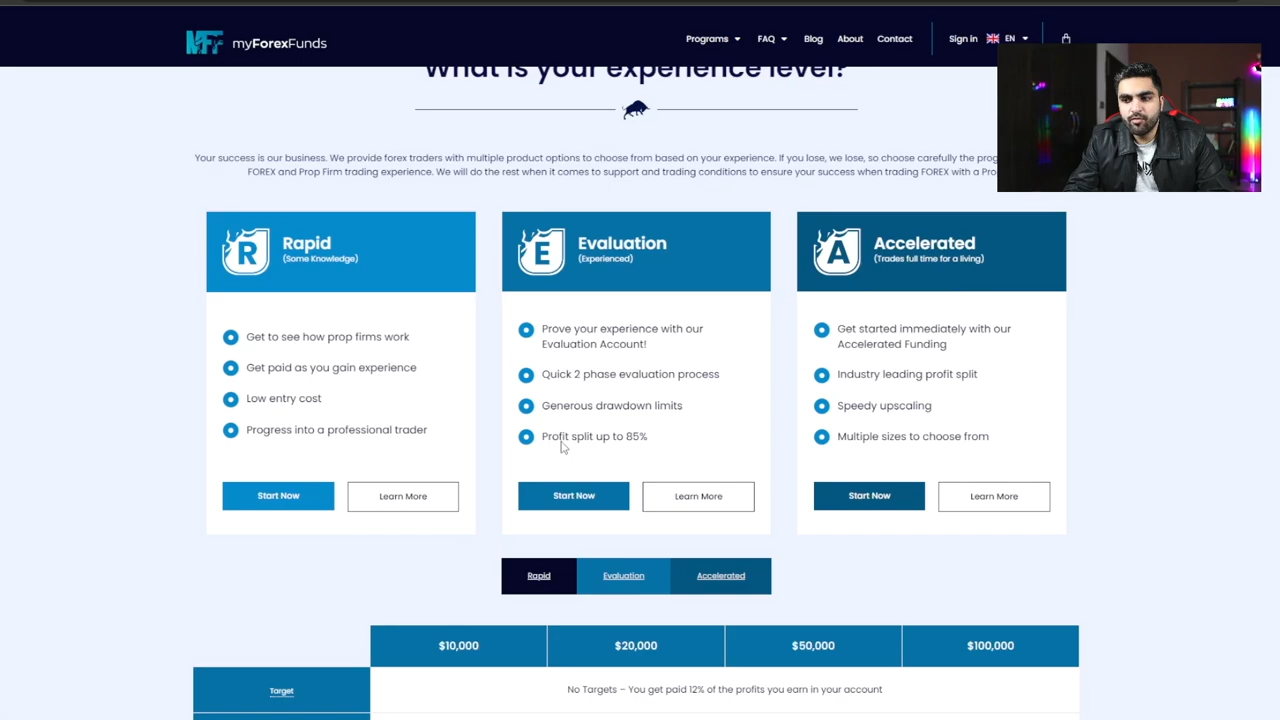 myForexFunds
Programs
FAQ
Blog
About
Contact
Sign in
EN
What is your experience level?
Your success is our business. We provide forex traders with multiple product options to choose from based on your experience. If you lose, we lose, so choose carefully the
FOREX and Prop Firm trading experience. We will do the rest when it comes to support and trading conditions to ensure your success when trading FOREX with a
R
Rapid
(Some Knowledge)
Get to see how prop firms work
Get paid as you gain experience
Low entry cost
Progress into a professional trader
Start Now
Learn More
E
Evaluation
(Experienced)
Prove your experience with our
Evaluation Account!
Quick 2 phase evaluation process
Generous drawdown limits
Profit split up to 85%
Start Now
Learn More
A
Accelerated
(Trades full time for a living)
Get started immediately with our
Accelerated Funding
Industry leading profit split
Speedy upscaling
Multiple sizes to choose from
Start Now
Learn More
Rapid
Evaluation
Accelerated
$10,000
$20,000
$50,000
$100,000
Target
No Targets – You get paid 12% of the profits you earn in your account